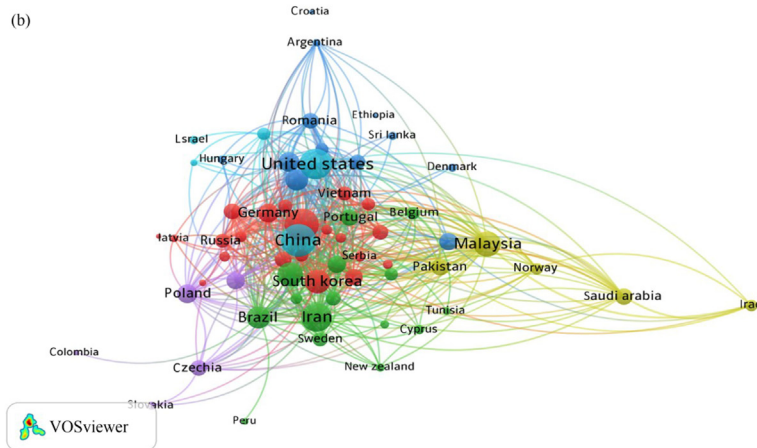 (b)
Croatia
Argentina
Romania
Ethiopia
Sri lanka
Lsrael
Hungary
United states
Denmark
Vietnam
Germany
Portugal
Belgium
latvia
Russia
China
Malaysia
Serbia
Pakistan
Norway
Poland
South korea
Saudi arabia
Iraq
Brazil
Iran
Tunisia
Sweden
Cyprus
Colombia
Czechia
New zealand
Slovakia
Peru
VOSviewer